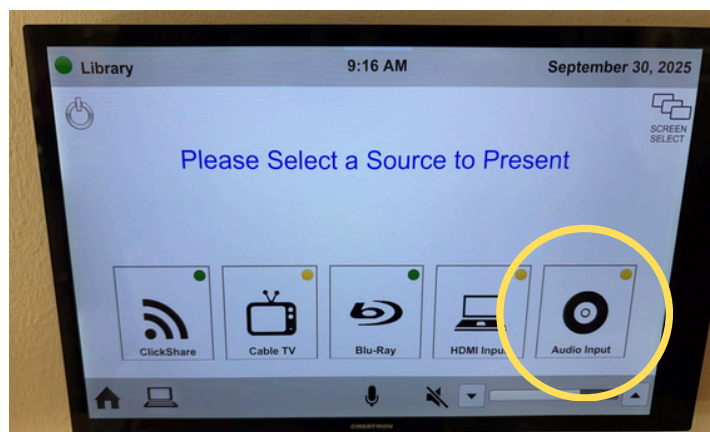 Library 9:16 AM September 30, 2025
SCREEN
SELECT
Please Select a Source to Present
ClickShare Cable TV Blu-Ray HDMI Input Audio Input
CRESTRON